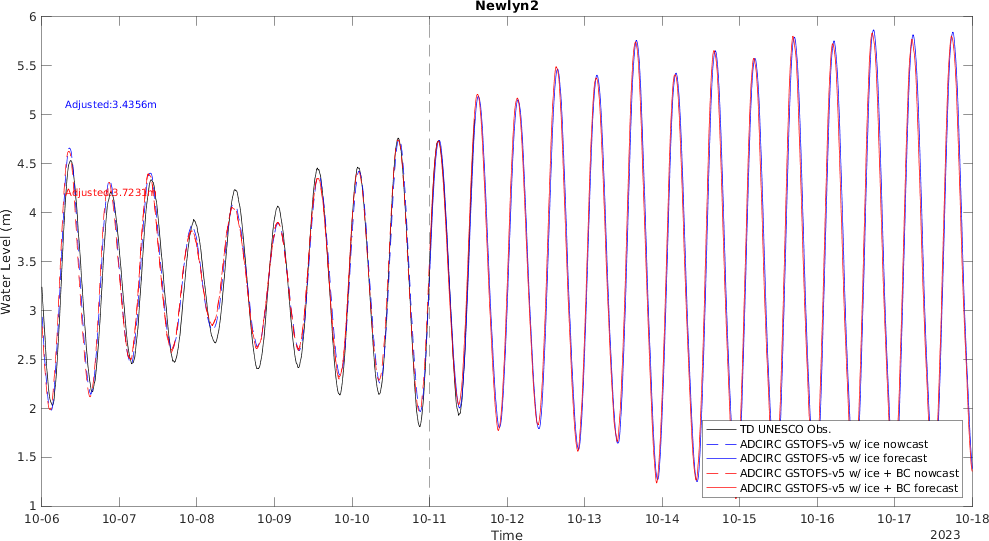 Newlyn2
6
5.5
5
4.5
4
3.5
3
2.5
2
1.5
1
Water Level (m)
Adjusted:3.4356m
Adjusted:3.7231m
TD UNESCO Obs.
ADCIRC GSTOFS-v5 w/ ice nowcast
ADCIRC GSTOFS-v5 w/ ice forecast
ADCIRC GSTOFS-v5 w/ ice + BC nowcast
ADCIRC GSTOFS-v5 w/ ice + BC forecast
10-06 10-07 10-08 10-09 10-10 10-11 10-12 10-13 10-14 10-15 10-16 10-17 10-18
Time
2023